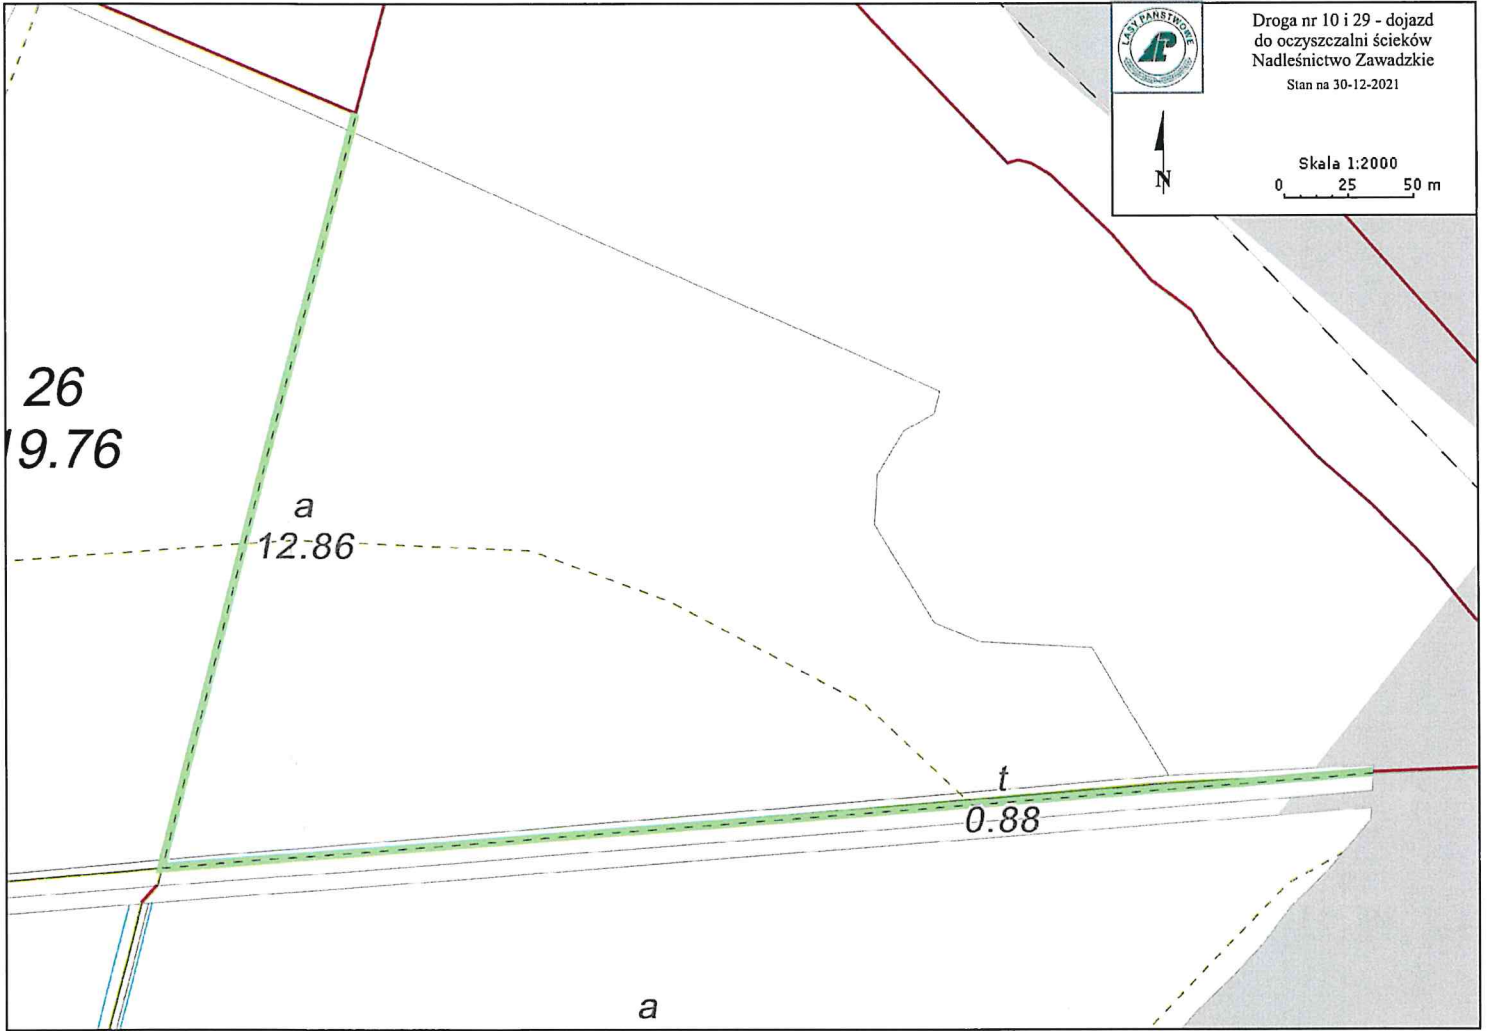 LASY PAŃSTWOWE
Droga nr 10 i 29 - dojazd
do oczyszczalni ścieków
Nadleśnictwo Zawadzkie
Stan na 30-12-2021
N
Skala 1:2000
0 25 50 m
26
19.76
a
12.86
t
0.88
a